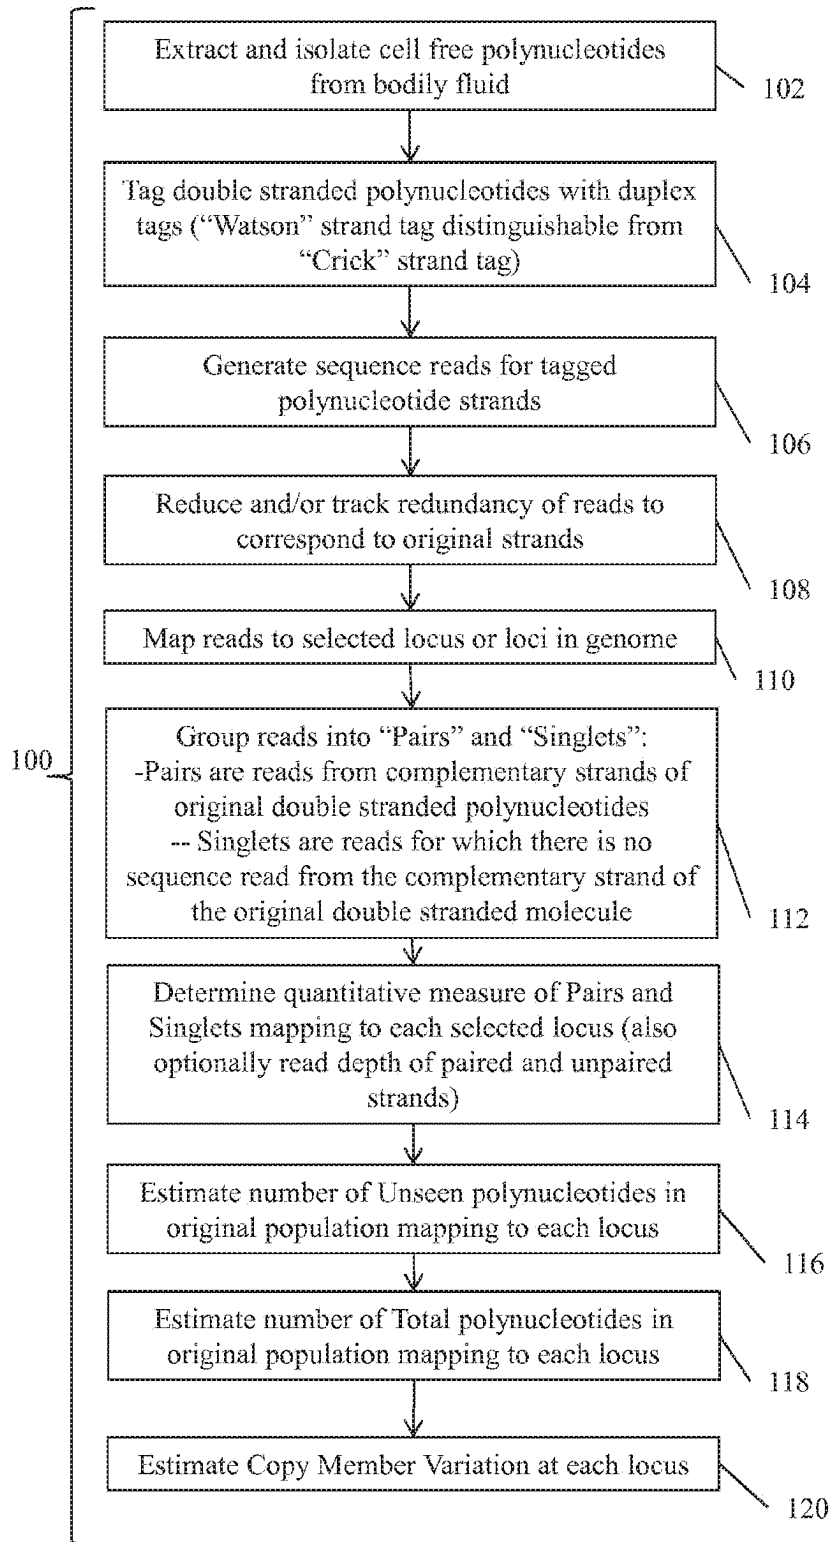 Extract and isolate cell free polynucleotides
from bodily fluid
102
Tag double stranded polynucleotides with duplex
tags (“Watson” strand tag distinguishable from
“Crick” strand tag)
104
Generate sequence reads for tagged
polynucleotide strands
106
Reduce and/or track redundancy of reads to
correspond to original strands
108
Map reads to selected locus or loci in genome
110
100
Group reads into “Pairs” and “Singlets”:
-Pairs are reads from complementary strands of
original double stranded polynucleotides
-- Singlets are reads for which there is no
sequence read from the complementary strand of
the original double stranded molecule
112
Determine quantitative measure of Pairs and
Singlets mapping to each selected locus (also
optionally read depth of paired and unpaired
strands)
114
Estimate number of Unseen polynucleotides in
original population mapping to each locus
116
Estimate number of Total polynucleotides in
original population mapping to each locus
118
Estimate Copy Member Variation at each locus
120